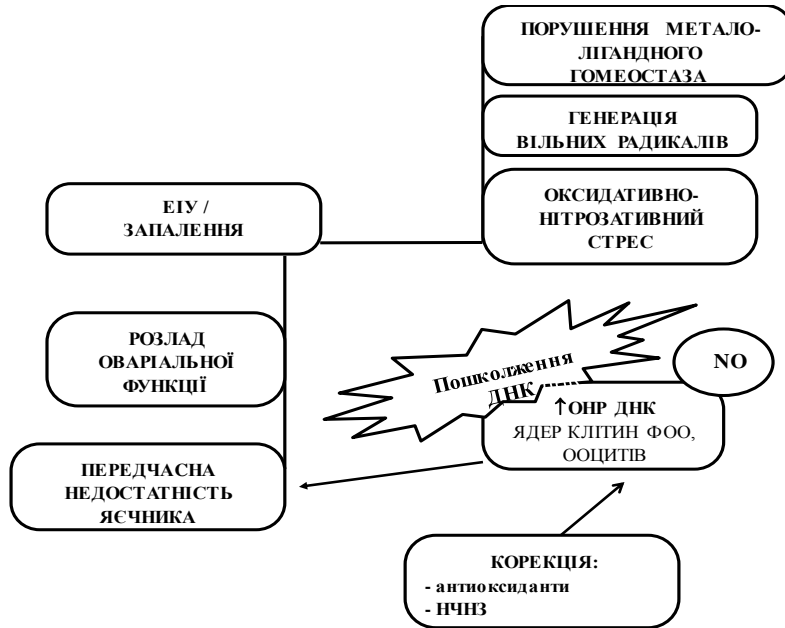 ПОРУШЕННЯ МЕТАЛО-
ЛІГАНДНОГО
ГОМЕОСТАЗА
ГЕНЕРАЦІЯ
ВІЛЬНИХ РАДИКАЛІВ
ЕІУ /
ЗАПАЛЕННЯ
ОКСИДАТИВНО-
НІТРОЗАТИВНИЙ
СТРЕС
РОЗЛАД
ОВАРІАЛЬНОЇ
ФУНКЦІЇ
Пошколження
ДНК
NO
↑ОНР ДНК
ЯДЕР КЛІТИН ФОО,
ООЦИТІВ
ПЕРЕДЧАСНА
НЕДОСТАТНІСТЬ
ЯЄЧНИКА
КОРЕКЦІЯ:
- антиоксиданти
- НЧНЗ